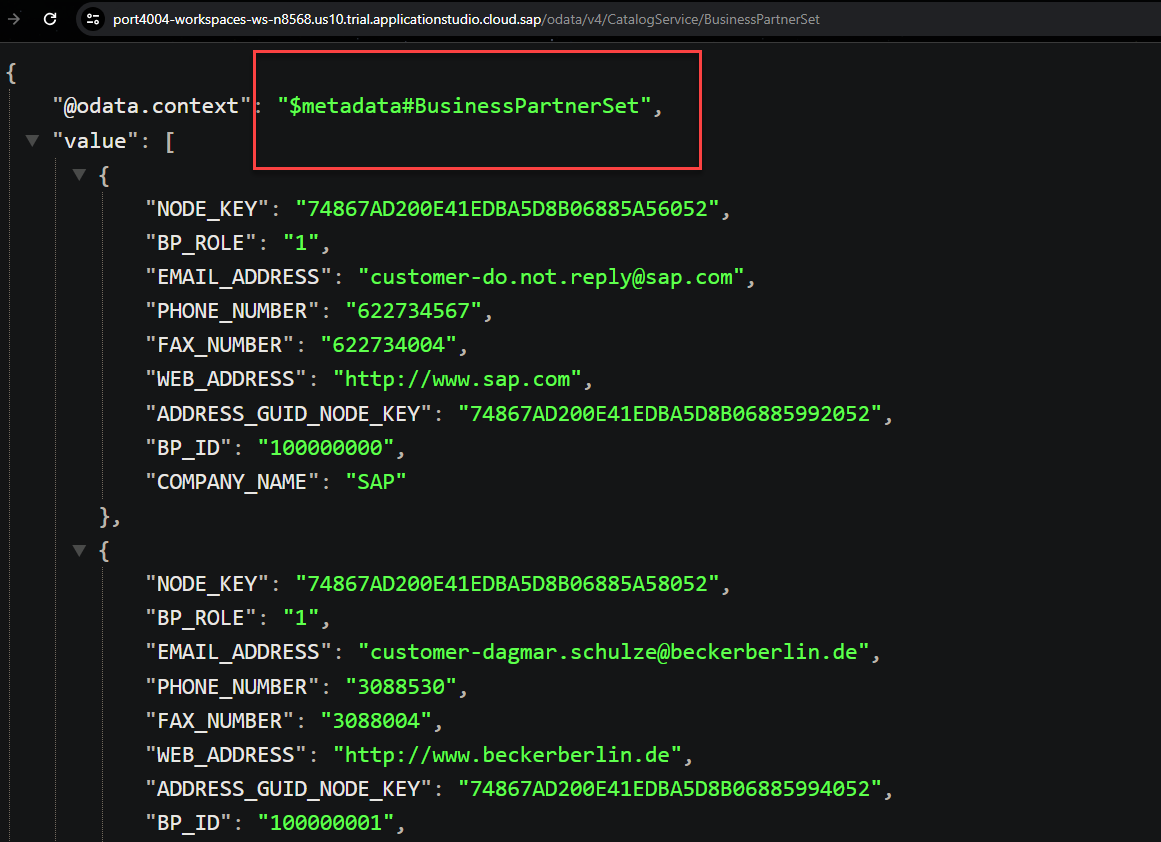 port4004-workspaces-ws-n8568.us10.trial.applicationstudio.cloud.sap/odata/v4/CatalogService/BusinessPartnerSet
{
"@odata.context": "$metadata#BusinessPartnerSet",
"value": [
{
"NODE_KEY": "74867AD200E41EDBA5D8B06885A56052",
"BP_ROLE": "1",
"EMAIL_ADDRESS": "customer-do.not.reply@sap.com",
"PHONE_NUMBER": "622734567",
"FAX_NUMBER": "622734004",
"WEB_ADDRESS": "http://www.sap.com",
"ADDRESS_GUID_NODE_KEY": "74867AD200E41EDBA5D8B06885992052",
"BP_ID": "100000000",
"COMPANY_NAME": "SAP"
},
{
"NODE_KEY": "74867AD200E41EDBA5D8B06885A58052",
"BP_ROLE": "1",
"EMAIL_ADDRESS": "customer-dagmar.schulze@beckerberlin.de",
"PHONE_NUMBER": "3088530",
"FAX_NUMBER": "3088004",
"WEB_ADDRESS": "http://www.beckerberlin.de",
"ADDRESS_GUID_NODE_KEY": "74867AD200E41EDBA5D8B06885994052",
"BP_ID": "100000001",